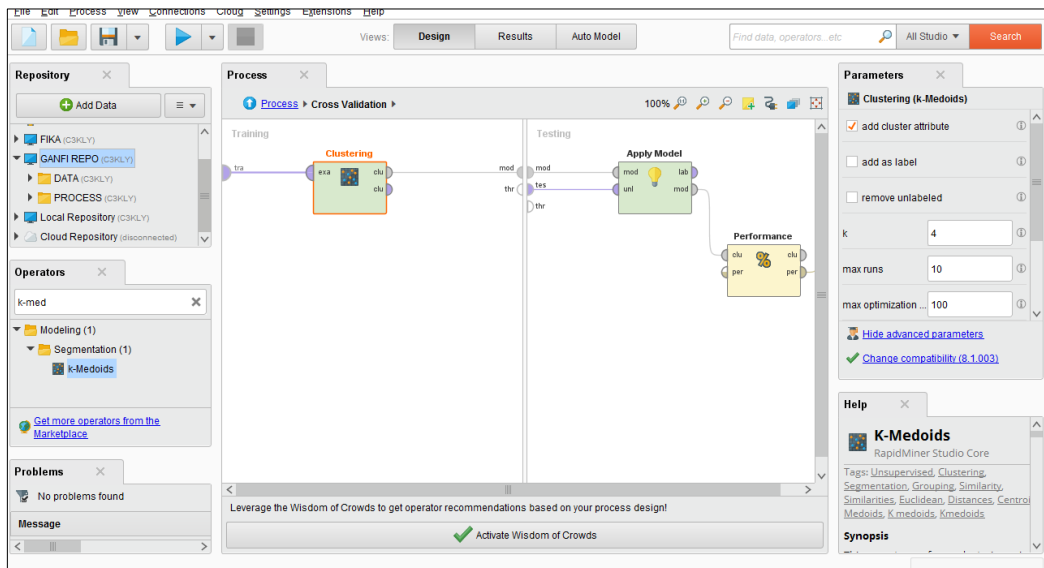 File Edit Process View Connections Cloud Settings Extensions Help
Views: Design Results Auto Model
Find data, operators...etc All Studio Search
Repository
Add Data
FIKA (C3KLY)
GANFI REPO (C3KLY)
DATA (C3KLY)
PROCESS (C3KLY)
Local Repository (C3KLY)
Cloud Repository (disconnected)
Operators
k-med
Modeling (1)
Segmentation (1)
k-Medoids
Get more operators from the
Marketplace
Problems
No problems found
Message
Process
Process Cross Validation
100%
Training
Testing
Clustering
tra
exa clu
clu
mod
thr
mod
tes
thr
Apply Model
mod lab
unl mod
Performance
clu % clu
per per
Leverage the Wisdom of Crowds to get operator recommendations based on your process design!
Activate Wisdom of Crowds
Parameters
Clustering (k-Medoids)
add cluster attribute
add as label
remove unlabeled
k 4
max runs 10
max optimization ... 100
Hide advanced parameters
Change compatibility (8.1.003)
Help
K-Medoids
RapidMiner Studio Core
Tags: Unsupervised, Clustering,
Segmentation, Grouping, Similarity,
Similarities, Euclidean, Distances, Centroi
Medoids, K medoids, Kmedoids
Synopsis